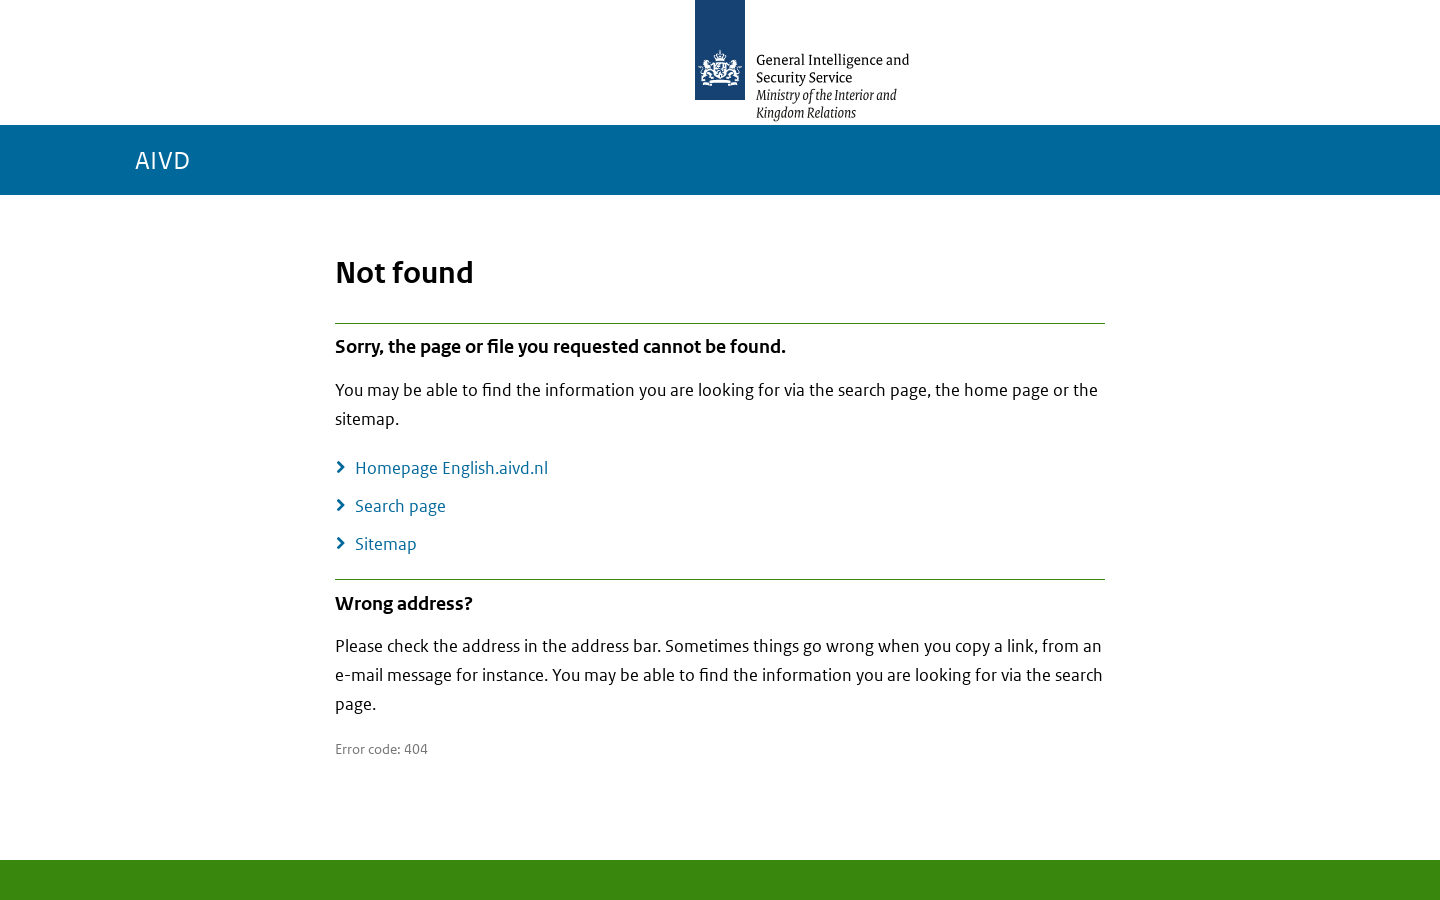 General Intelligence and
Security Service
Ministry of the Interior and
Kingdom Relations
AIVD
Not found
Sorry, the page or file you requested cannot be found.
You may be able to find the information you are looking for via the search page, the home page or the
sitemap.
Homepage English.aivd.nl
Search page
Sitemap
Wrong address?
Please check the address in the address bar. Sometimes things go wrong when you copy a link, from an
e-mail message for instance. You may be able to find the information you are looking for via the search
page.
Error code: 404